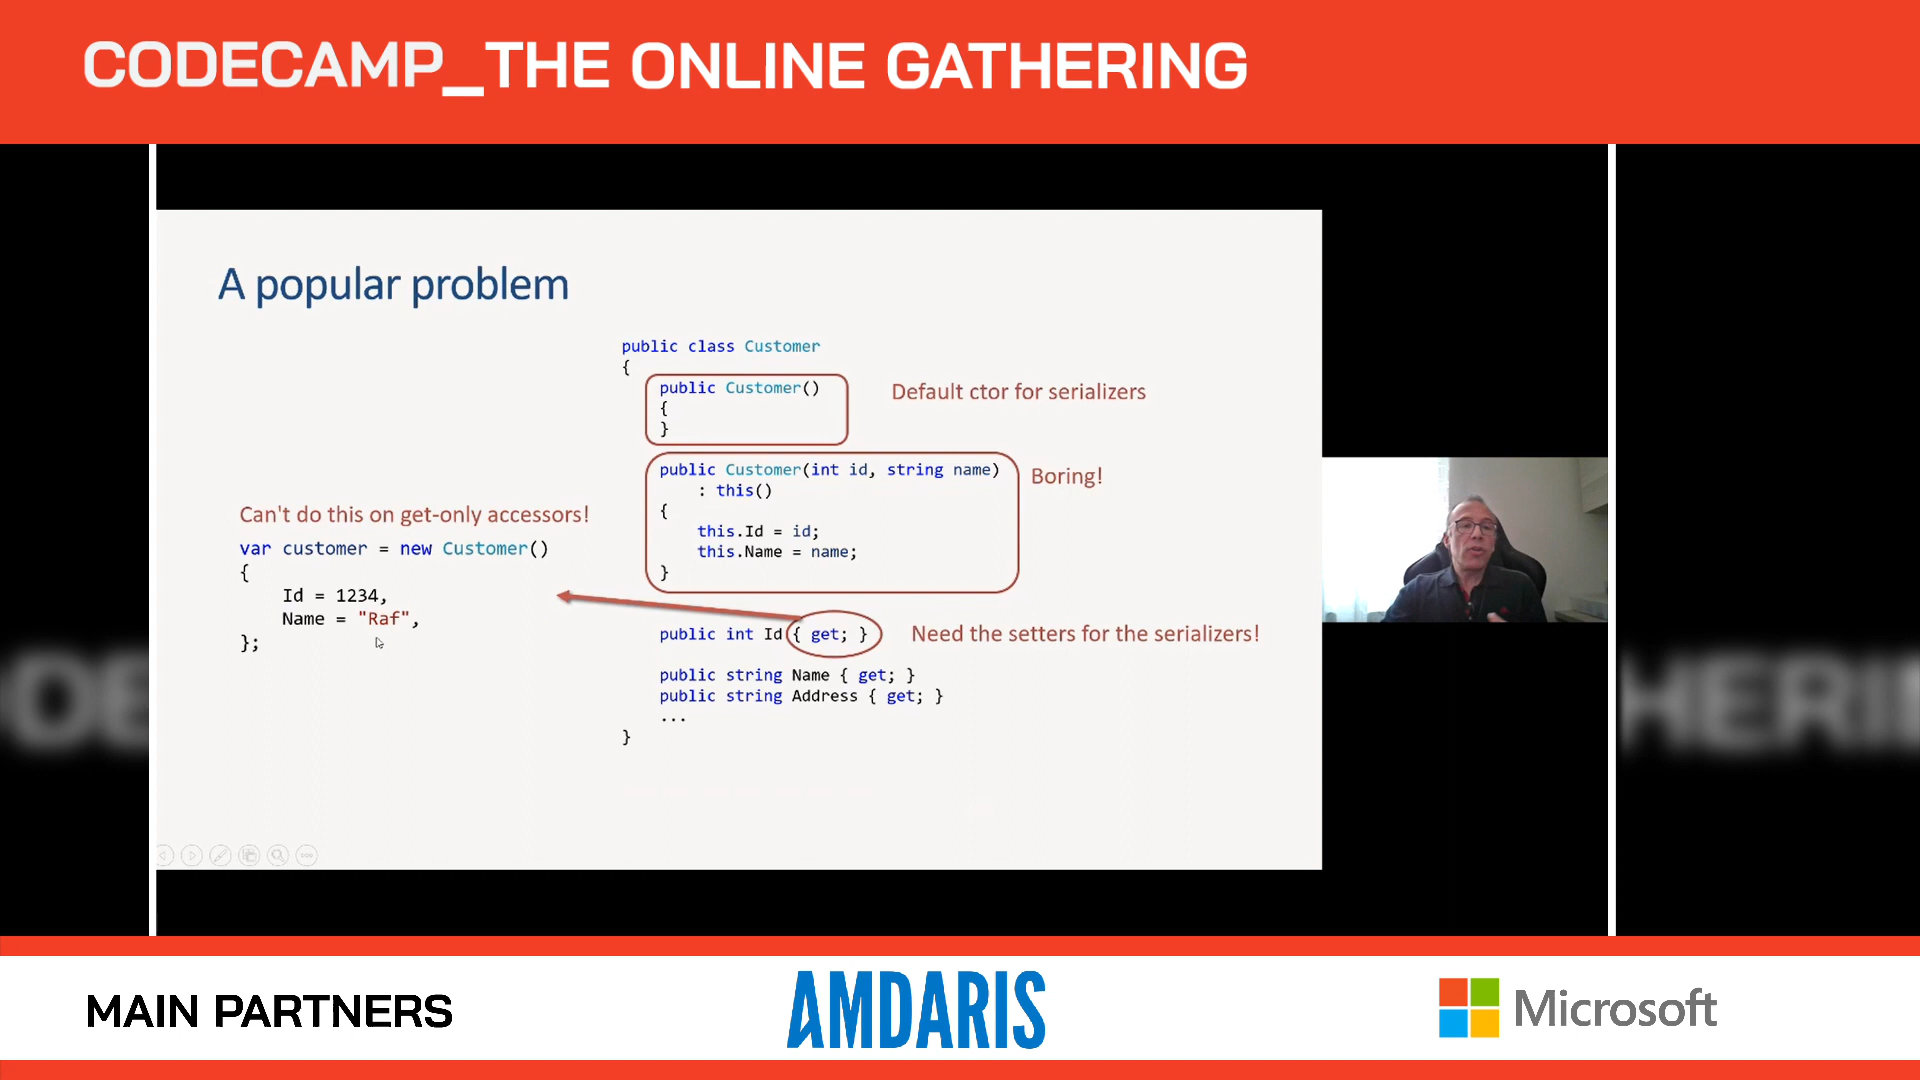 CODECAMP_THE ONLINE GATHERING
A popular problem
public class Customer
{
public Customer()
{
}
Default ctor for serializers
public Customer(int id, string name)
: this()
{
this.Id = id;
this.Name = name;
}
Boring!
Can't do this on get-only accessors!
var customer = new Customer()
{
Id = 1234,
Name = "Raf",
};
public int Id { get; }
Need the setters for the serializers!
public string Name { get; }
public string Address { get; }
...
}
MAIN PARTNERS
AMDARIS
Microsoft